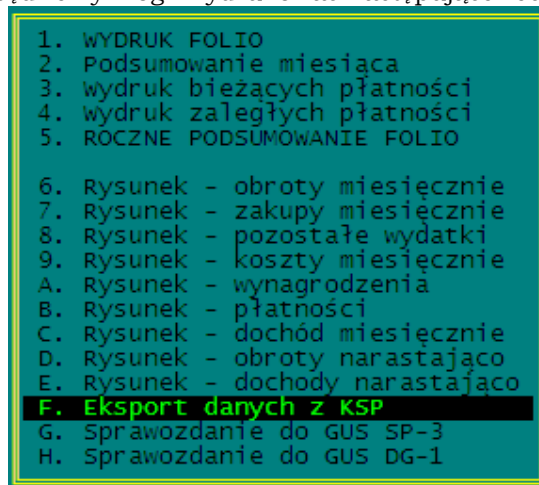 1. WYDRUK FOLIO
2. Podsumowanie miesiąca
3. Wydruk bieżących płatności
4. Wydruk zaległych płatności
5. ROCZNE PODSUMOWANIE FOLIO
6. Rysunek - obroty miesięcznie
7. Rysunek - zakupy miesięcznie
8. Rysunek - pozostałe wydatki
9. Rysunek - koszty miesięcznie
A. Rysunek - wynagrodzenia
B. Rysunek - płatności
C. Rysunek - dochód miesięcznie
D. Rysunek - obroty narastająco
E. Rysunek - dochody narastająco
F. Eksport danych z KSP
G. Sprawozdanie do GUS SP-3
H. Sprawozdanie do GUS DG-1